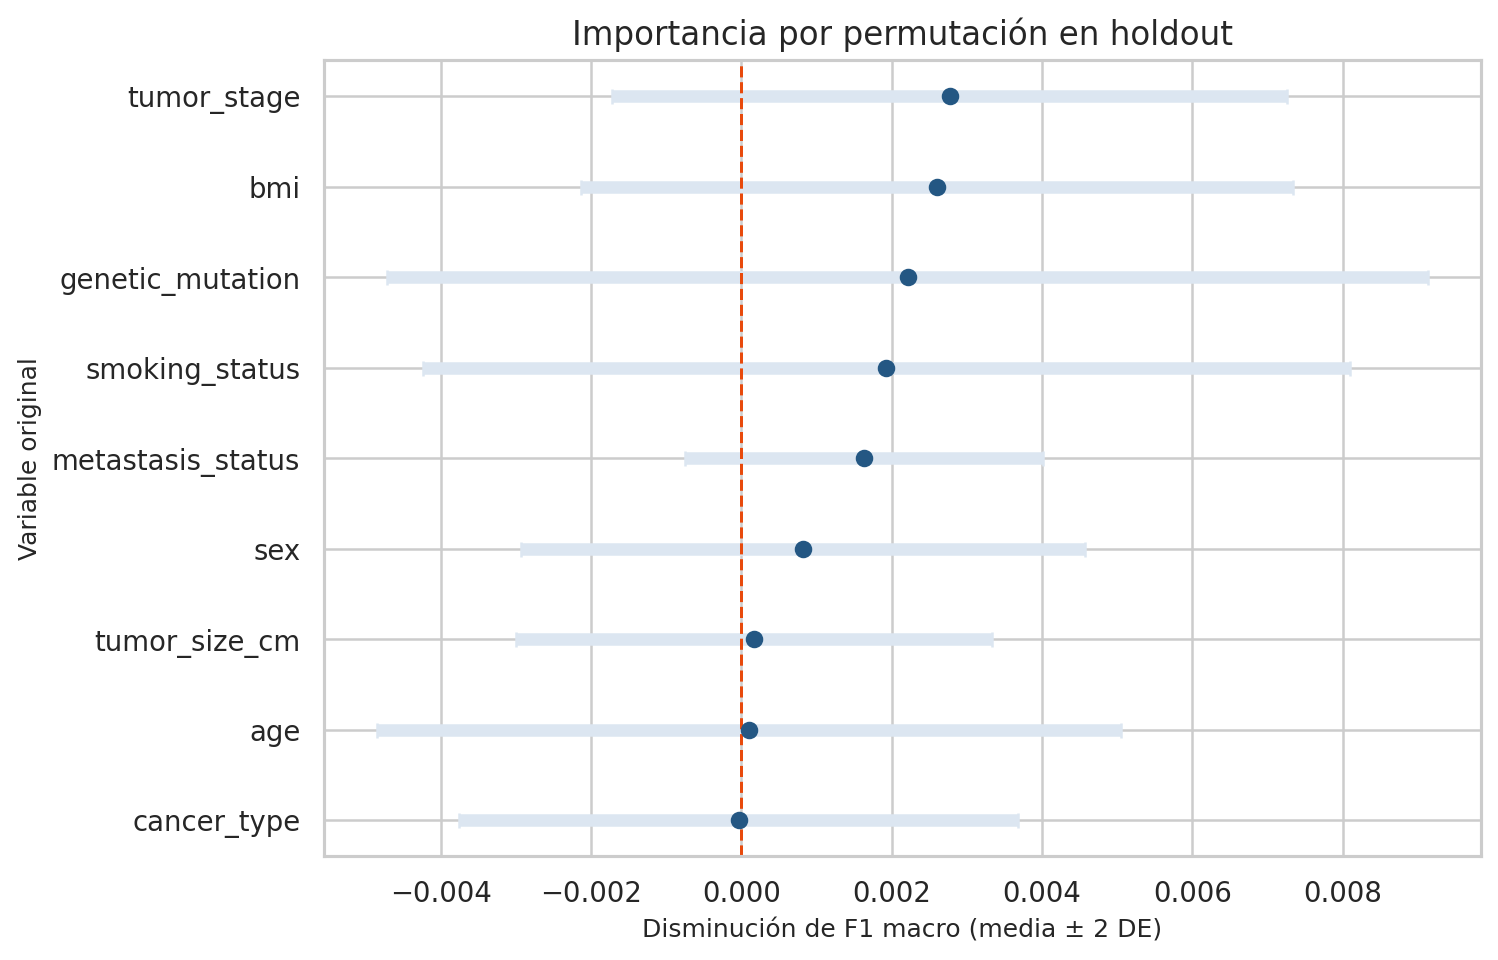 Importancia por permutación en holdout
Variable original
tumor_stage
bmi
genetic_mutation
smoking_status
metastasis_status
sex
tumor_size_cm
age
cancer_type
−0.004 −0.002 0.000 0.002 0.004 0.006 0.008
Disminución de F1 macro (media ± 2 DE)